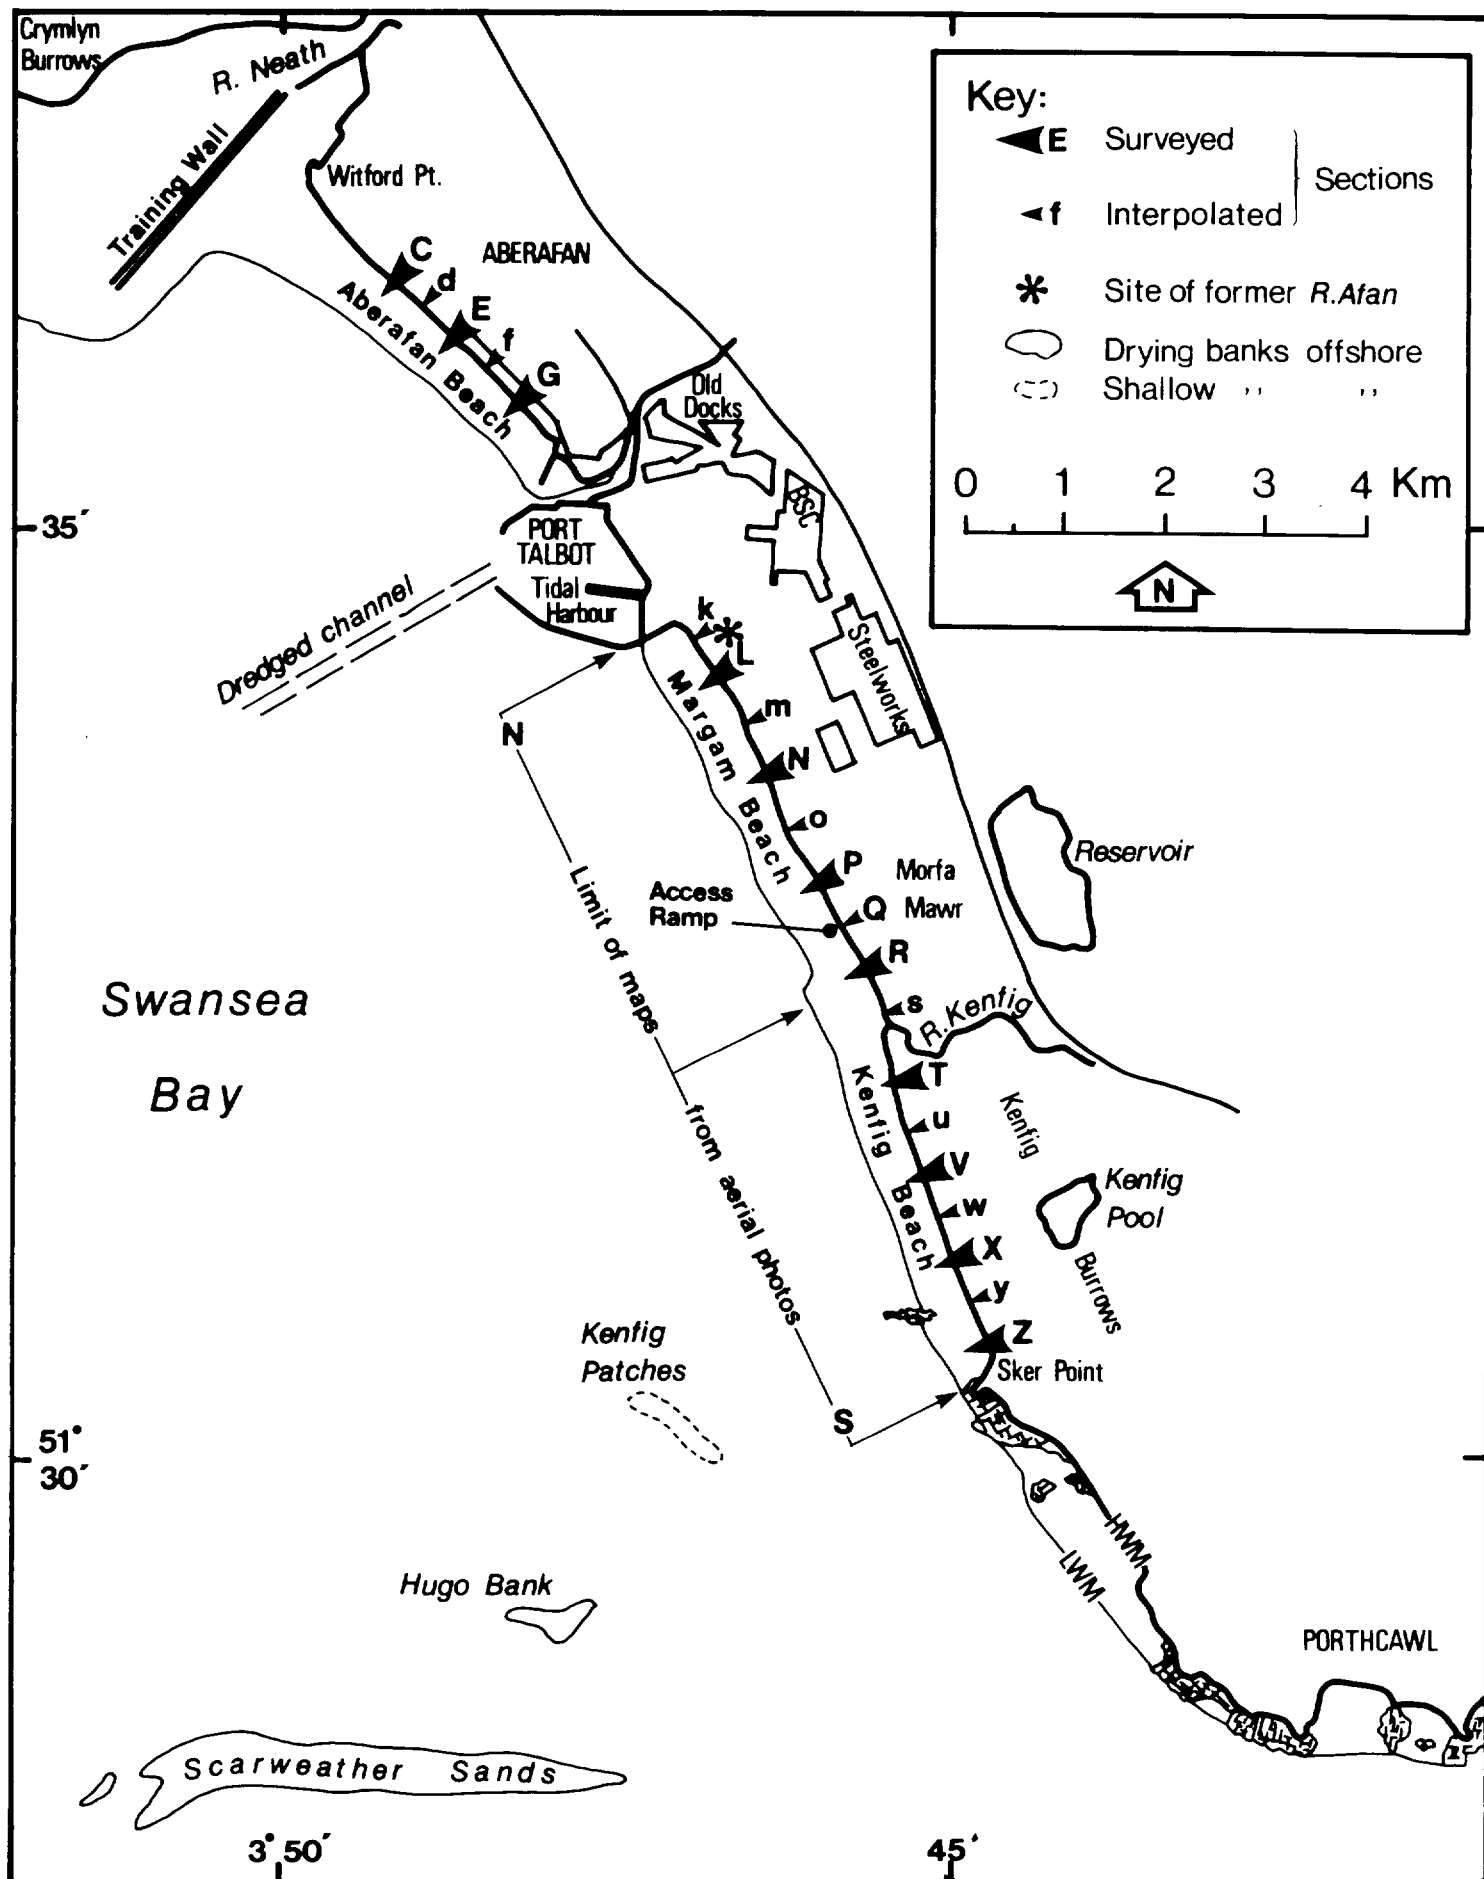 Crymlyn
Burrows
R. Neath
Training Wall
Witford Pt.
ABERAFAN
C
d
E
f
G
Aberafan Beach
Old
Docks
BSC
Steelworks
35´
PORT
TALBOT
Tidal
Harbour
Dredged channel
Key:
E Surveyed
f Interpolated
Sections
Site of former R.Afan
Drying banks offshore
Shallow ,, ,,
0 1 2 3 4 Km
N
k
L
m
N
o
P
Q
R
s
Margam Beach
N
Limit of maps
from aerial photos
S
Access
Ramp
Morfa
Mawr
Reservoir
Swansea
Bay
R. Kenfig
T
u
V
w
X
y
Z
Kenfig Beach
Kenfig
Burrows
Kenfig
Pool
Sker Point
Kenfig
Patches
51°
30´
HWM
LWM
Hugo Bank
PORTHCAWL
Scarweather Sands
3° 50´
45´